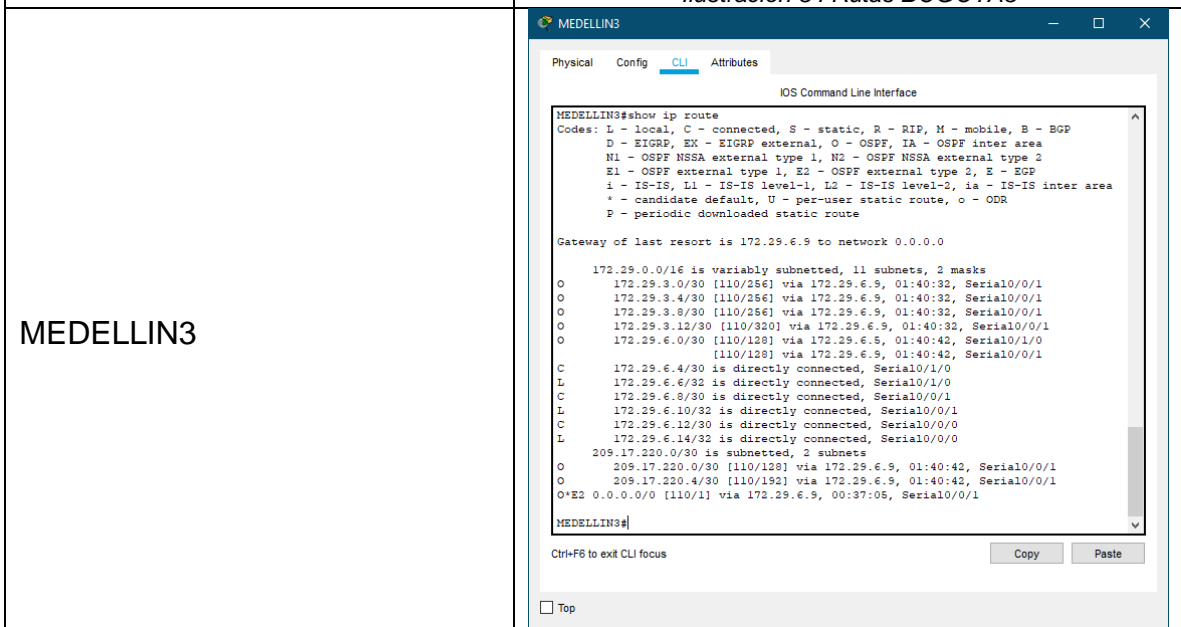 MEDELLIN3
MEDELLIN3
Physical Config CLI Attributes
IOS Command Line Interface
MEDELLIN3#show ip route
Codes: L - local, C - connected, S - static, R - RIP, M - mobile, B - BGP
D - EIGRP, EX - EIGRP external, O - OSPF, IA - OSPF inter area
N1 - OSPF NSSA external type 1, N2 - OSPF NSSA external type 2
E1 - OSPF external type 1, E2 - OSPF external type 2, E - EGP
i - IS-IS, L1 - IS-IS level-1, L2 - IS-IS level-2, ia - IS-IS inter area
* - candidate default, U - per-user static route, o - ODR
P - periodic downloaded static route
Gateway of last resort is 172.29.6.9 to network 0.0.0.0
172.29.0.0/16 is variably subnetted, 11 subnets, 2 masks
O 172.29.3.0/30 [110/256] via 172.29.6.9, 01:40:32, Serial0/0/1
O 172.29.3.4/30 [110/256] via 172.29.6.9, 01:40:32, Serial0/0/1
O 172.29.3.8/30 [110/256] via 172.29.6.9, 01:40:32, Serial0/0/1
O 172.29.3.12/30 [110/320] via 172.29.6.9, 01:40:32, Serial0/0/1
O 172.29.6.0/30 [110/128] via 172.29.6.5, 01:40:42, Serial0/1/0
[110/128] via 172.29.6.9, 01:40:42, Serial0/0/1
C 172.29.6.4/30 is directly connected, Serial0/1/0
L 172.29.6.6/32 is directly connected, Serial0/1/0
C 172.29.6.8/30 is directly connected, Serial0/0/1
L 172.29.6.10/32 is directly connected, Serial0/0/1
C 172.29.6.12/30 is directly connected, Serial0/0/0
L 172.29.6.14/32 is directly connected, Serial0/0/0
209.17.220.0/30 is subnetted, 2 subnets
O 209.17.220.0/30 [110/128] via 172.29.6.9, 01:40:42, Serial0/0/1
O 209.17.220.4/30 [110/192] via 172.29.6.9, 01:40:42, Serial0/0/1
O*E2 0.0.0.0/0 [110/1] via 172.29.6.9, 00:37:05, Serial0/0/1
MEDELLIN3#
Ctrl+F6 to exit CLI focus
Copy Paste
Top